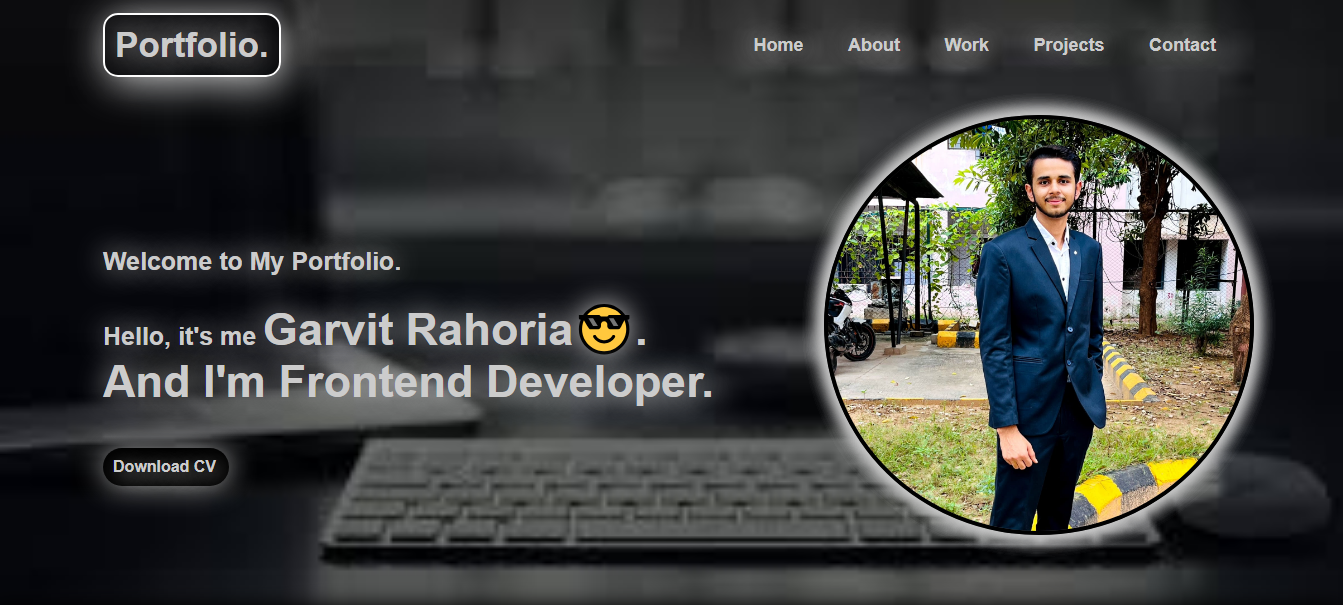 Portfolio.
Home About Work Projects Contact
Welcome to My Portfolio.
Hello, it's me Garvit Rahoria😎.
And I'm Frontend Developer.
Download CV